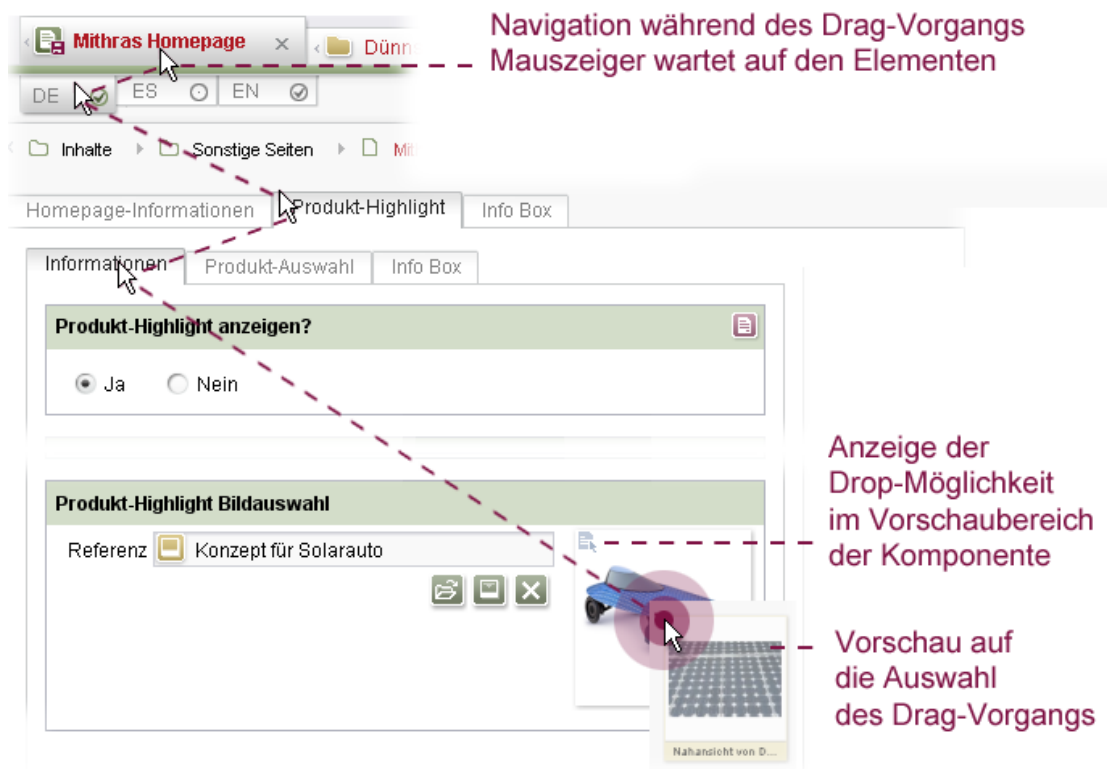 Navigation während des Drag-Vorgangs
Mauszeiger wartet auf den Elementen
Mithras Homepage
DE ES EN
Inhalte Sonstige Seiten
Homepage-Informationen Produkt-Highlight Info Box
Informationen Produkt-Auswahl Info Box
Produkt-Highlight anzeigen?
Ja Nein
Anzeige der
Drop-Möglichkeit
im Vorschaubereich
der Komponente
Produkt-Highlight Bildauswahl
Referenz Konzept für Solarauto
Vorschau auf
die Auswahl
des Drag-Vorgangs
Nahansicht von D...